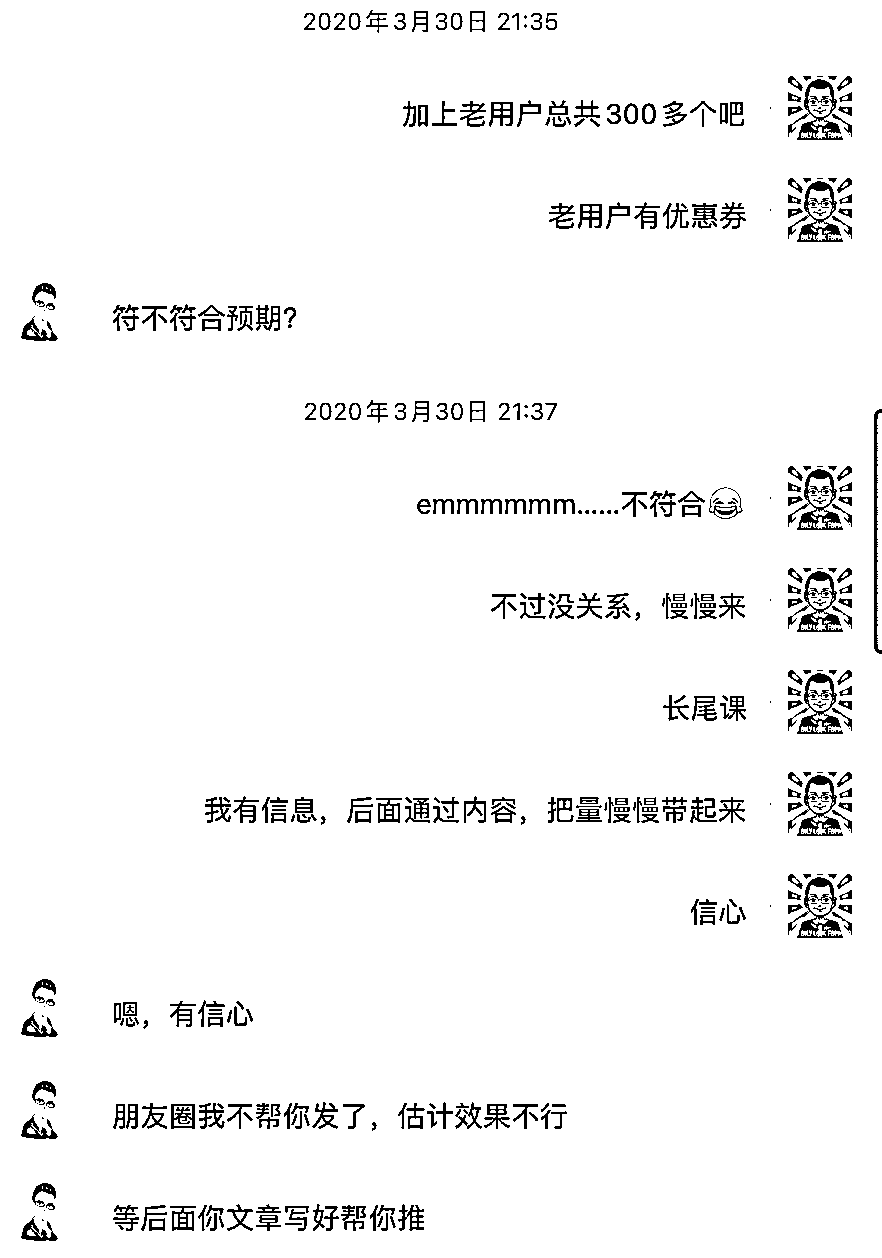 2020年3月30日 21:35
加上老用户总共300多个吧
老用户有优惠券
符不符合预期?
2020年3月30日 21:37
emmmmmm......不符合😂
不过没关系，慢慢来
长尾课
我有信息，后面通过内容，把量慢慢带起来
信心
嗯，有信心
朋友圈我不帮你发了，估计效果不行
等后面你文章写好帮你推